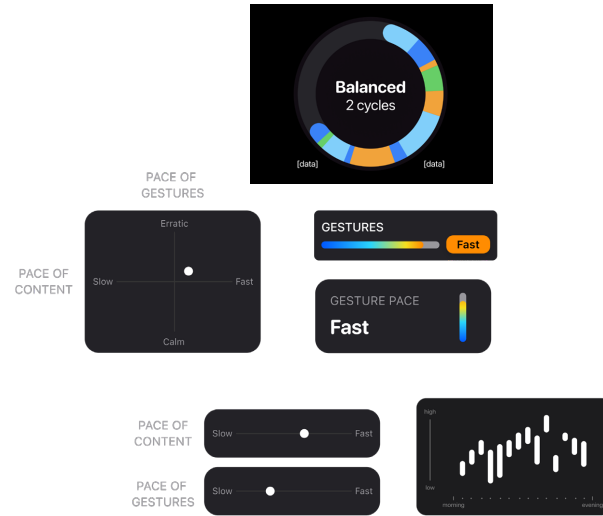 Balanced
2 cycles
[data]
[data]
PACE OF
GESTURES
Erratic
PACE OF
CONTENT
Slow
Fast
Calm
GESTURES
Fast
GESTURE PACE
Fast
PACE OF
CONTENT
Slow
Fast
PACE OF
GESTURES
Slow
Fast
high
low
morning
evening